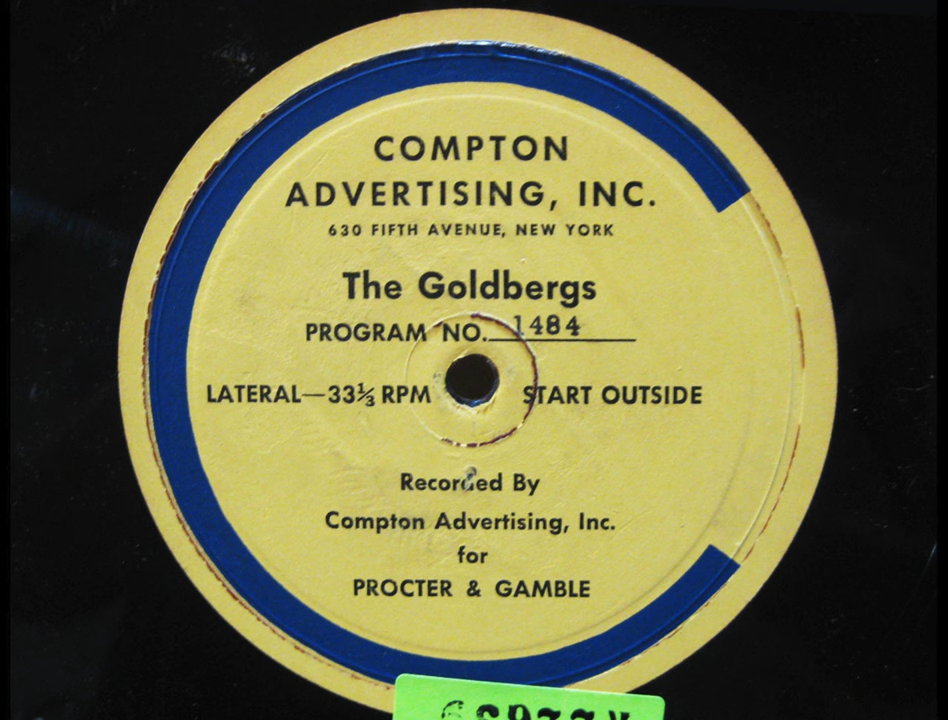 COMPTON
ADVERTISING, INC.
630 FIFTH AVENUE, NEW YORK
The Goldbergs
PROGRAM NO. 1484
LATERAL—33⅓ RPM START OUTSIDE
Recorded By
Compton Advertising, Inc.
for
PROCTER & GAMBLE